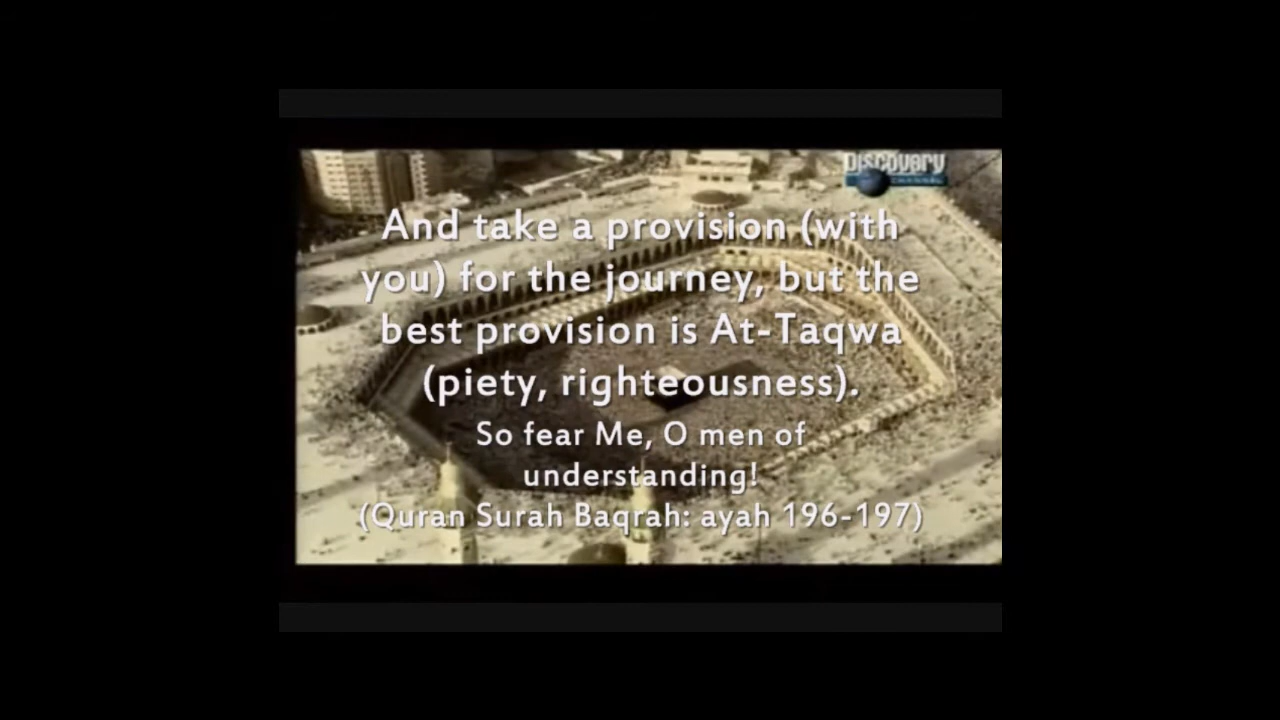 DISCOVERY
CHANNEL
And take a provision (with
you) for the journey, but the
best provision is At-Taqwa
(piety, righteousness).
So fear Me, O men of
understanding!
(Quran Surah Baqrah: ayah 196-197)